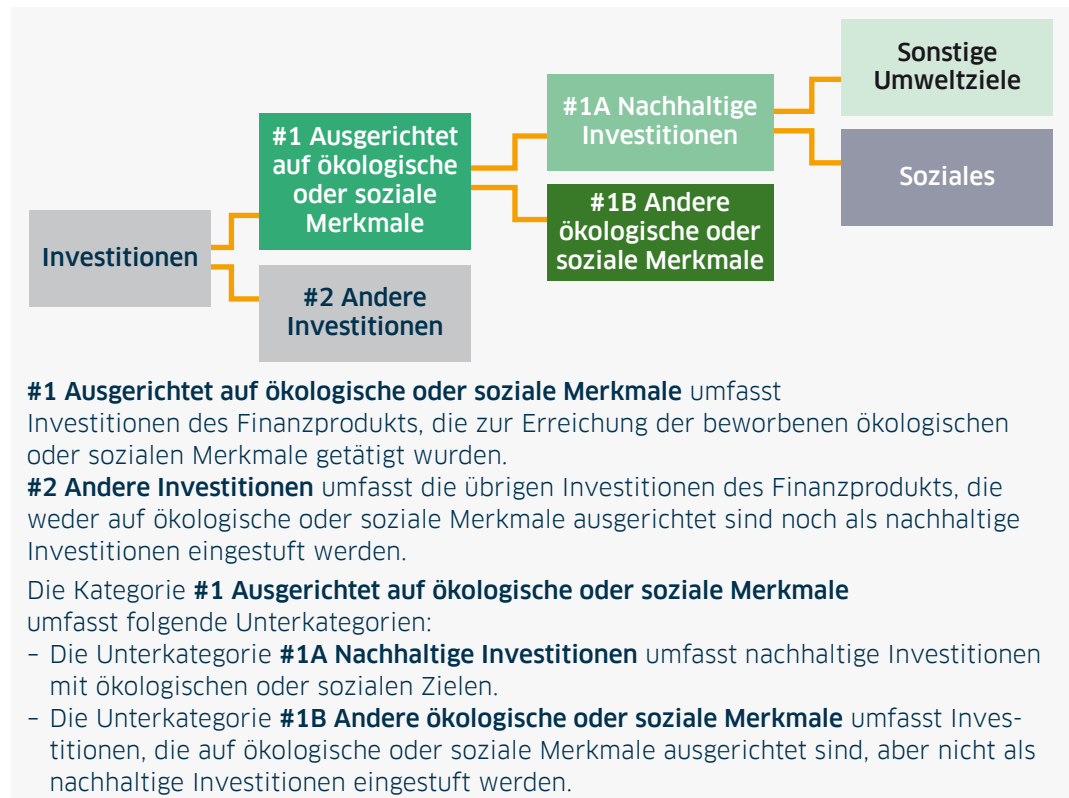 Sonstige
Umweltziele
#1A Nachhaltige
Investitionen
#1 Ausgerichtet
auf ökologische
oder soziale
Merkmale
Soziales
#1B Andere
ökologische oder
soziale Merkmale
Investitionen
#2 Andere
Investitionen
#1 Ausgerichtet auf ökologische oder soziale Merkmale umfasst
Investitionen des Finanzprodukts, die zur Erreichung der beworbenen ökologischen
oder sozialen Merkmale getätigt wurden.
#2 Andere Investitionen umfasst die übrigen Investitionen des Finanzprodukts, die
weder auf ökologische oder soziale Merkmale ausgerichtet sind noch als nachhaltige
Investitionen eingestuft werden.
Die Kategorie #1 Ausgerichtet auf ökologische oder soziale Merkmale
umfasst folgende Unterkategorien:
– Die Unterkategorie #1A Nachhaltige Investitionen umfasst nachhaltige Investitionen
mit ökologischen oder sozialen Zielen.
– Die Unterkategorie #1B Andere ökologische oder soziale Merkmale umfasst Inves-
titionen, die auf ökologische oder soziale Merkmale ausgerichtet sind, aber nicht als
nachhaltige Investitionen eingestuft werden.